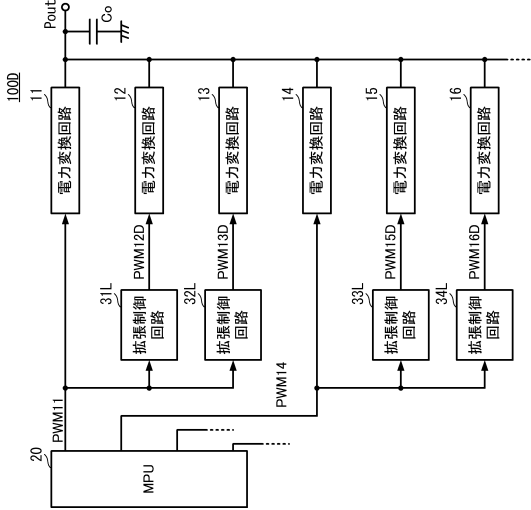 100D
Pout
Co
11
電力変換回路
12
電力変換回路
13
電力変換回路
14
電力変換回路
15
電力変換回路
16
電力変換回路
PWM12D
PWM13D
PWM15D
PWM16D
31L
拡張制御
回路
32L
拡張制御
回路
33L
拡張制御
回路
34L
拡張制御
回路
PWM11
PWM14
20
MPU